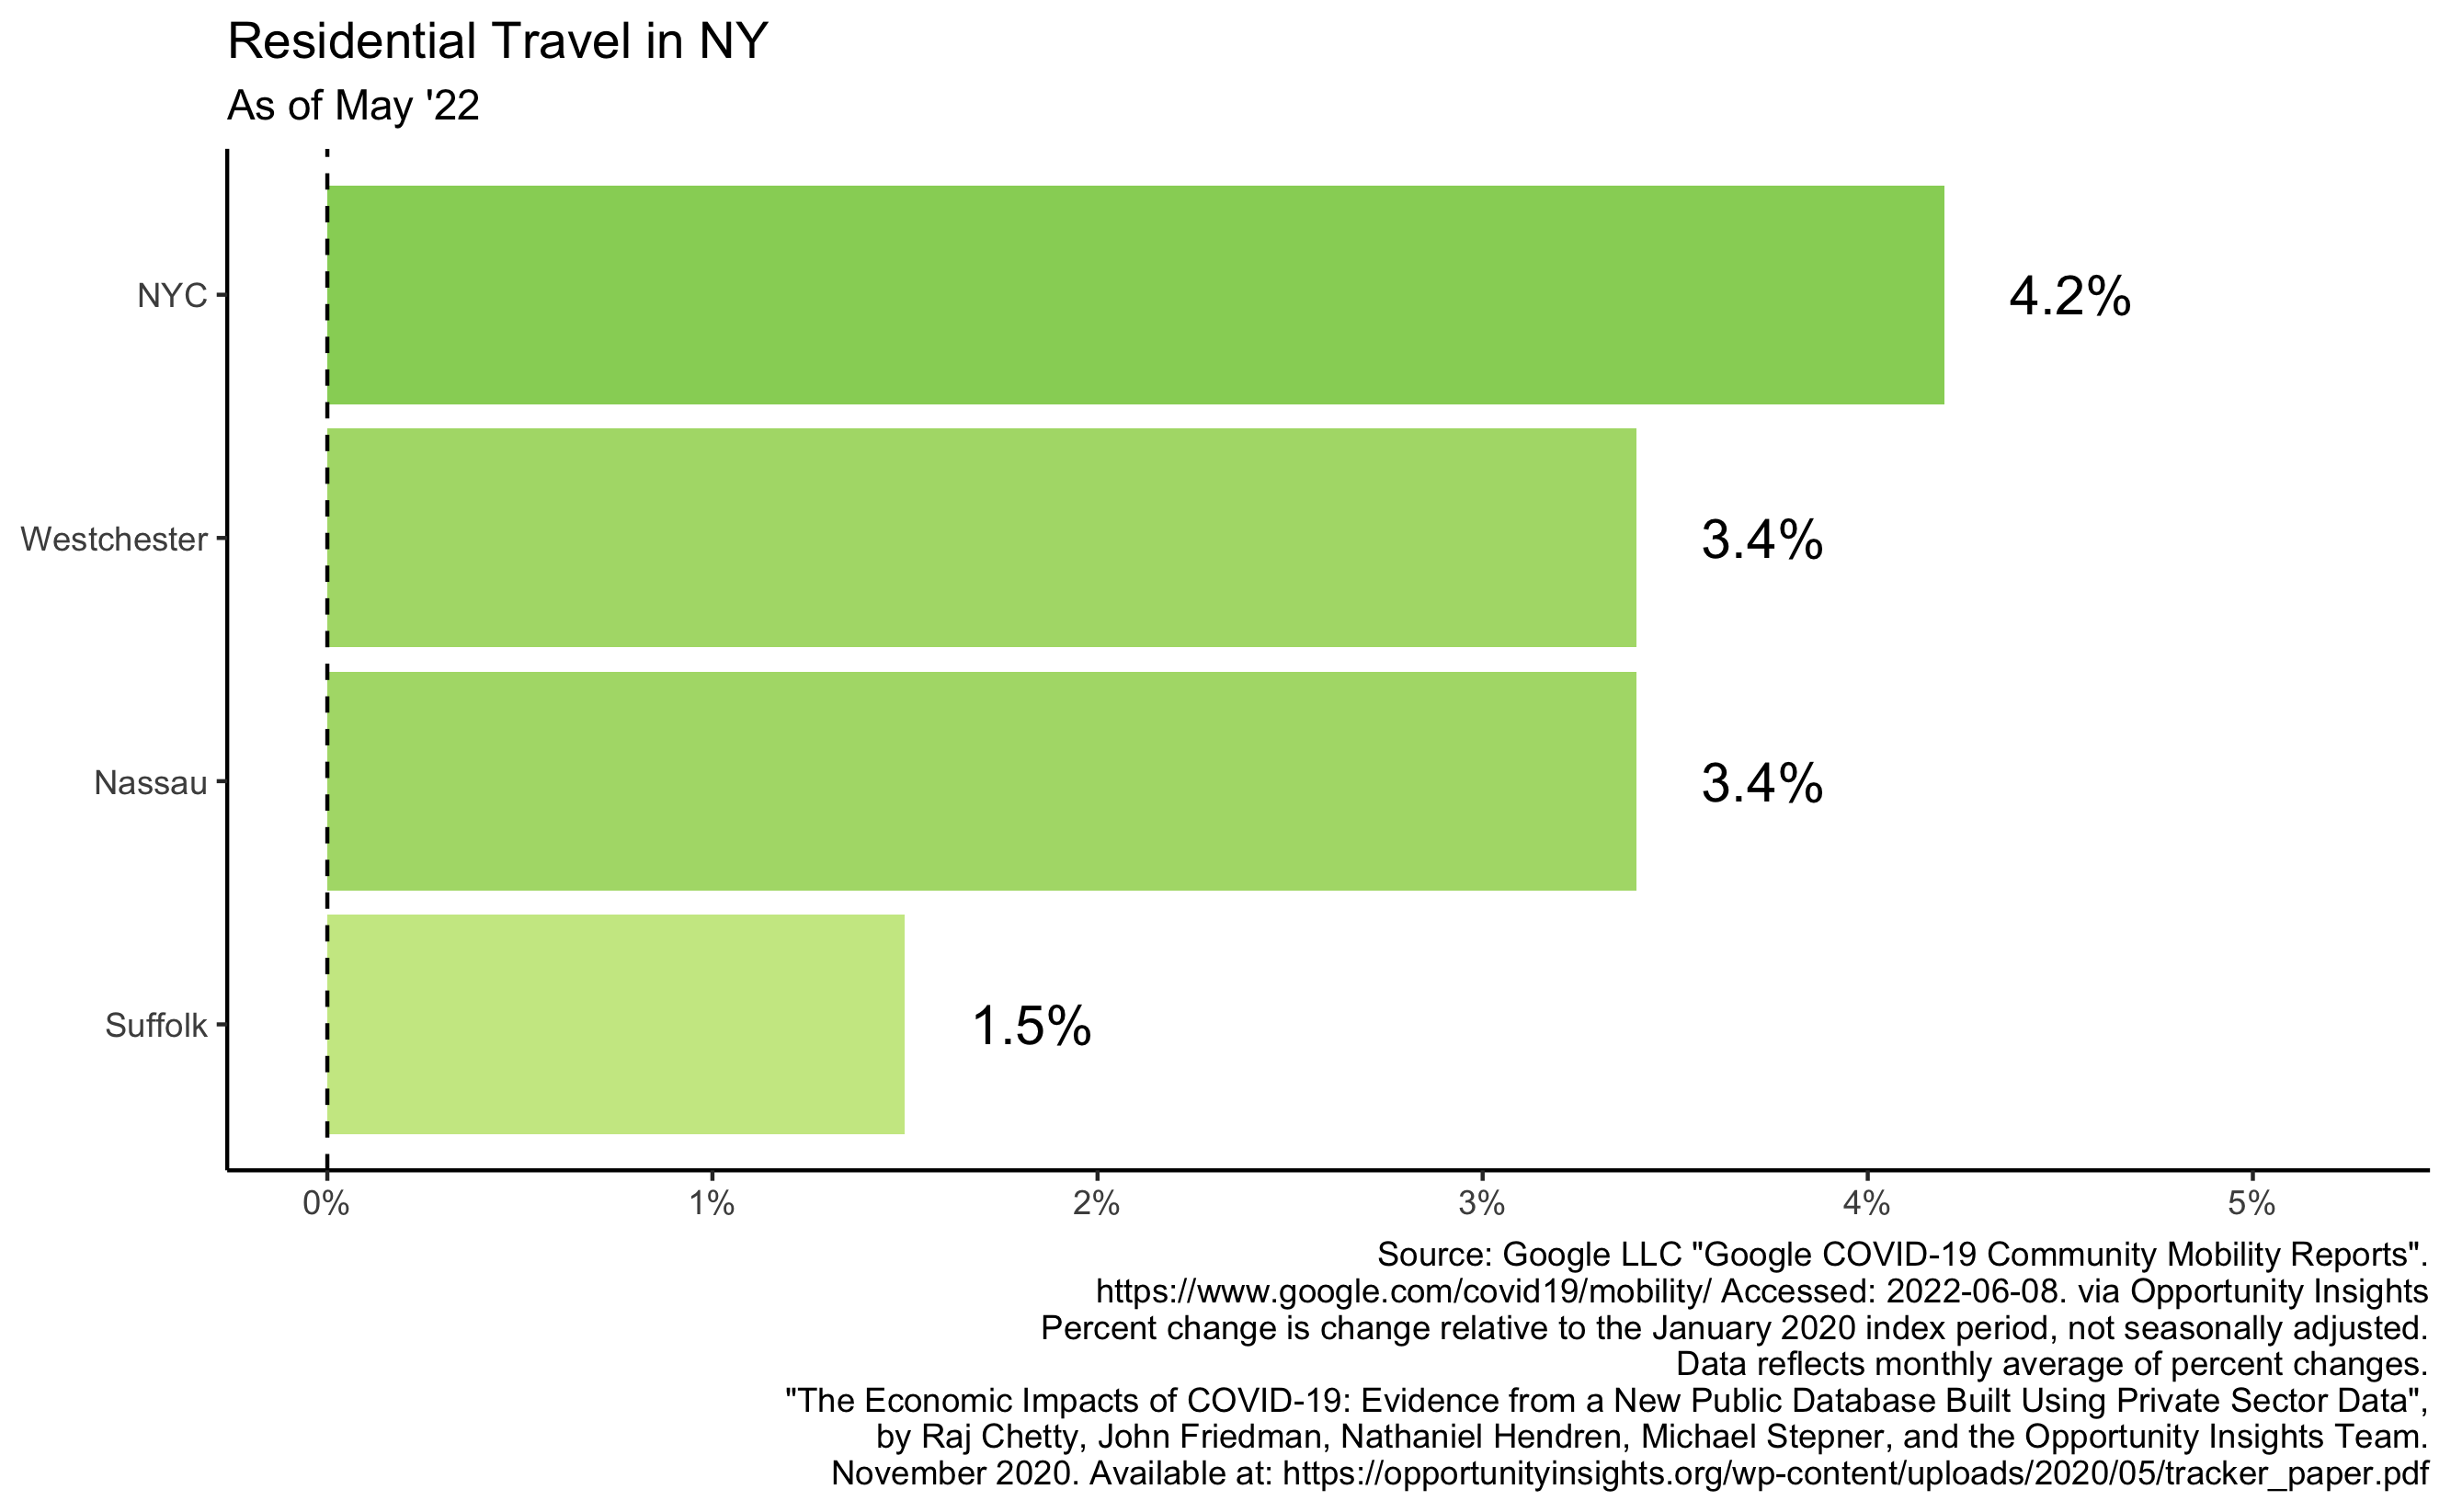 Residential Travel in NY
As of May '22
NYC
4.2%
Westchester
3.4%
Nassau
3.4%
Suffolk
1.5%
0% 1% 2% 3% 4% 5%
Source: Google LLC "Google COVID-19 Community Mobility Reports".
https://www.google.com/covid19/mobility/ Accessed: 2022-06-08. via Opportunity Insights
Percent change is change relative to the January 2020 index period, not seasonally adjusted.
Data reflects monthly average of percent changes.
"The Economic Impacts of COVID-19: Evidence from a New Public Database Built Using Private Sector Data",
by Raj Chetty, John Friedman, Nathaniel Hendren, Michael Stepner, and the Opportunity Insights Team.
November 2020. Available at: https://opportunityinsights.org/wp-content/uploads/2020/05/tracker_paper.pdf